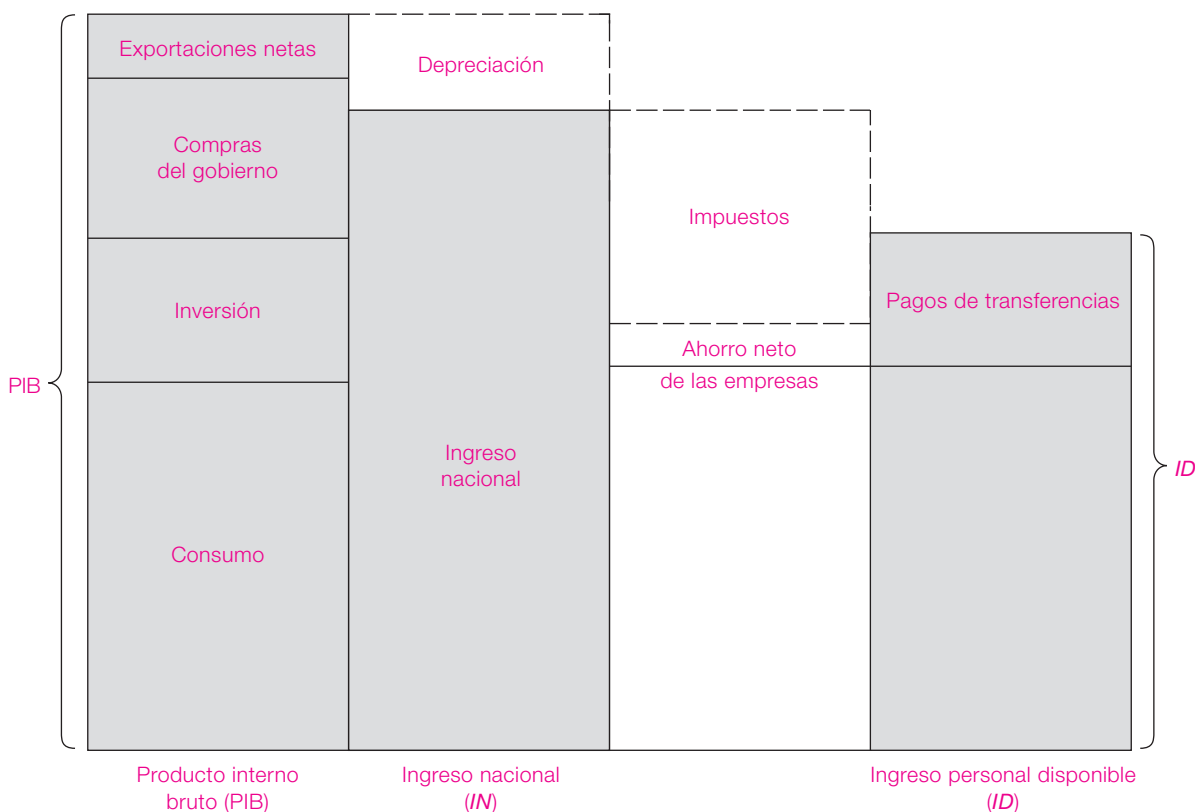 Exportaciones netas
Depreciación
Compras
del gobierno
Impuestos
Inversión
Pagos de transferencias
Ahorro neto
de las empresas
PIB
Ingreso
nacional
ID
Consumo
Producto interno
bruto (PIB)
Ingreso nacional
(IN)
Ingreso personal disponible
(ID)